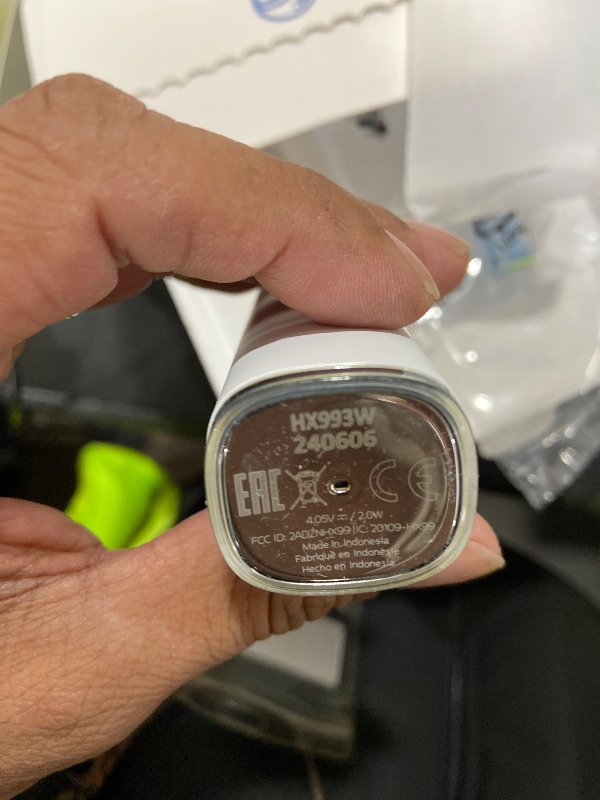 HX993W
240606
EAC CE
4.05V ⎓ / 2.0W
FCC ID: 2ADZNHX99 | IC: 20109-HX99
Made in Indonesia
Fabriqué en Indonésie
Hecho en Indonesia